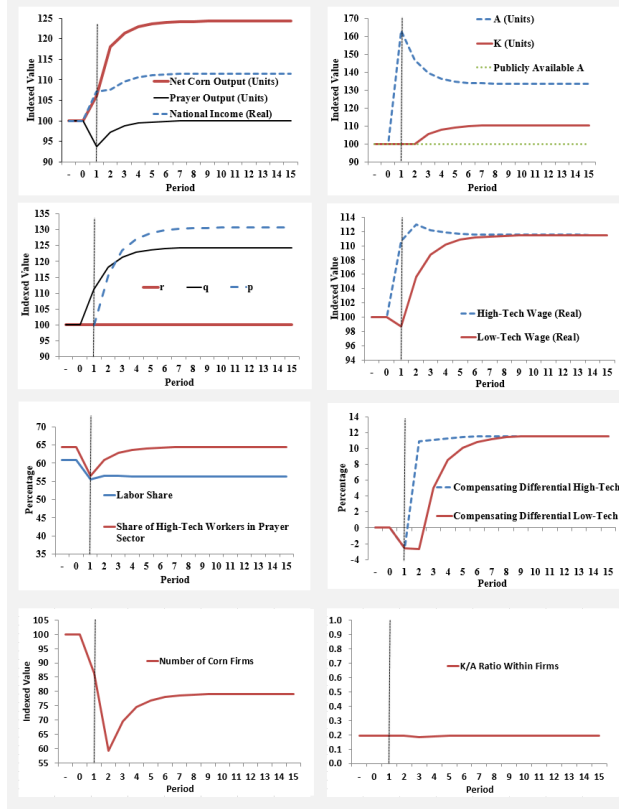 125
120
115
110
105
100
95
90
Indexed Value
Net Corn Output (Units)
Prayer Output (Units)
National Income (Real)
- 0 1 2 3 4 5 6 7 8 9 10 11 12 13 14 15
Period
170
160
150
140
130
120
110
100
90
Indexed Value
A (Units)
K (Units)
Publicly Available A
- 0 1 2 3 4 5 6 7 8 9 10 11 12 13 14 15
Period
135
130
125
120
115
110
105
100
95
90
Indexed Value
r q p
- 0 1 2 3 4 5 6 7 8 9 10 11 12 13 14 15
Period
114
112
110
108
106
104
102
100
98
96
94
Indexed Value
High-Tech Wage (Real)
Low-Tech Wage (Real)
- 0 1 2 3 4 5 6 7 8 9 10 11 12 13 14 15
Period
70
65
60
55
50
45
40
35
Percentage
Labor Share
Share of High-Tech Workers in Prayer
Sector
- 0 1 2 3 4 5 6 7 8 9 10 11 12 13 14 15
Period
14
12
10
8
6
4
2
0
-2
-4
Percentage
Compensating Differential High-Tech
Compensating Differential Low-Tech
- 0 1 2 3 4 5 6 7 8 9 10 11 12 13 14 15
Period
105
100
95
90
85
80
75
70
65
60
55
Indexed Value
Number of Corn Firms
- 0 1 2 3 4 5 6 7 8 9 10 11 12 13 14 15
Period
1.0
0.9
0.8
0.7
0.6
0.5
0.4
0.3
0.2
0.1
0.0
Indexed Value
K/A Ratio Within Firms
- 0 1 2 3 4 5 6 7 8 9 10 11 12 13 14 15
Period